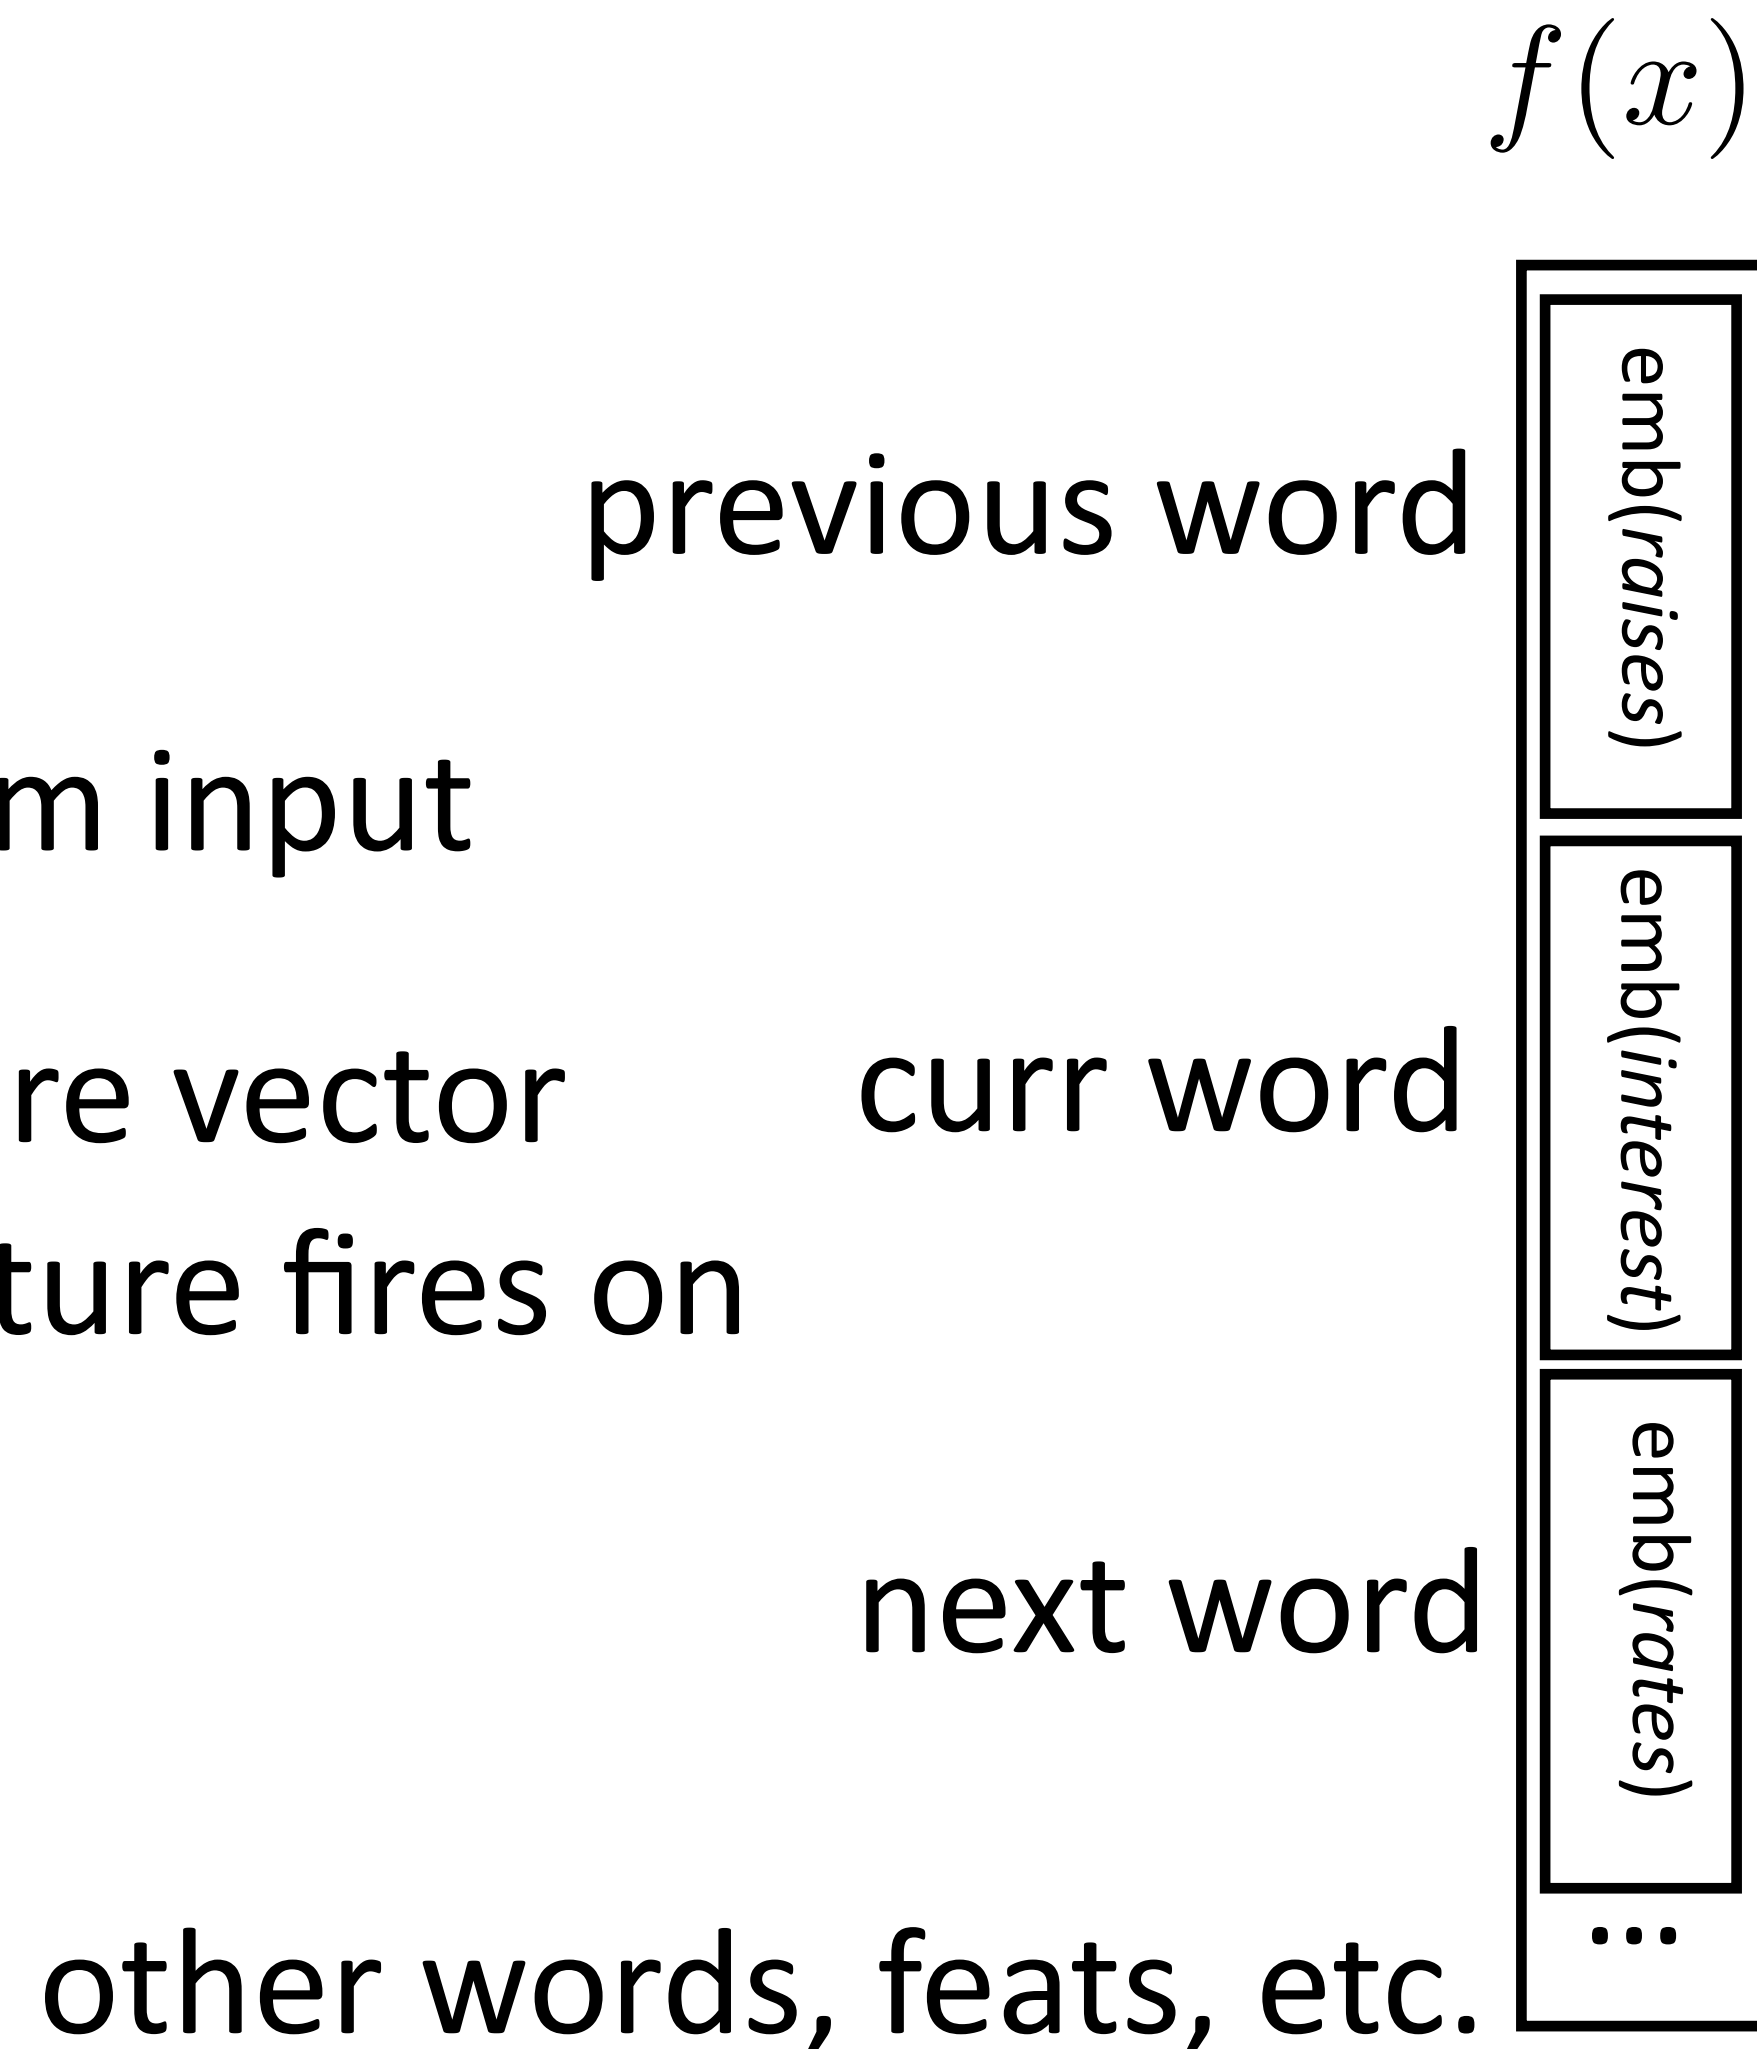 f(x)
previous word
emb(raises)
m input
re vector
curr word
emb(interest)
ture fires on
next word
emb(rates)
...
other words, feats, etc.